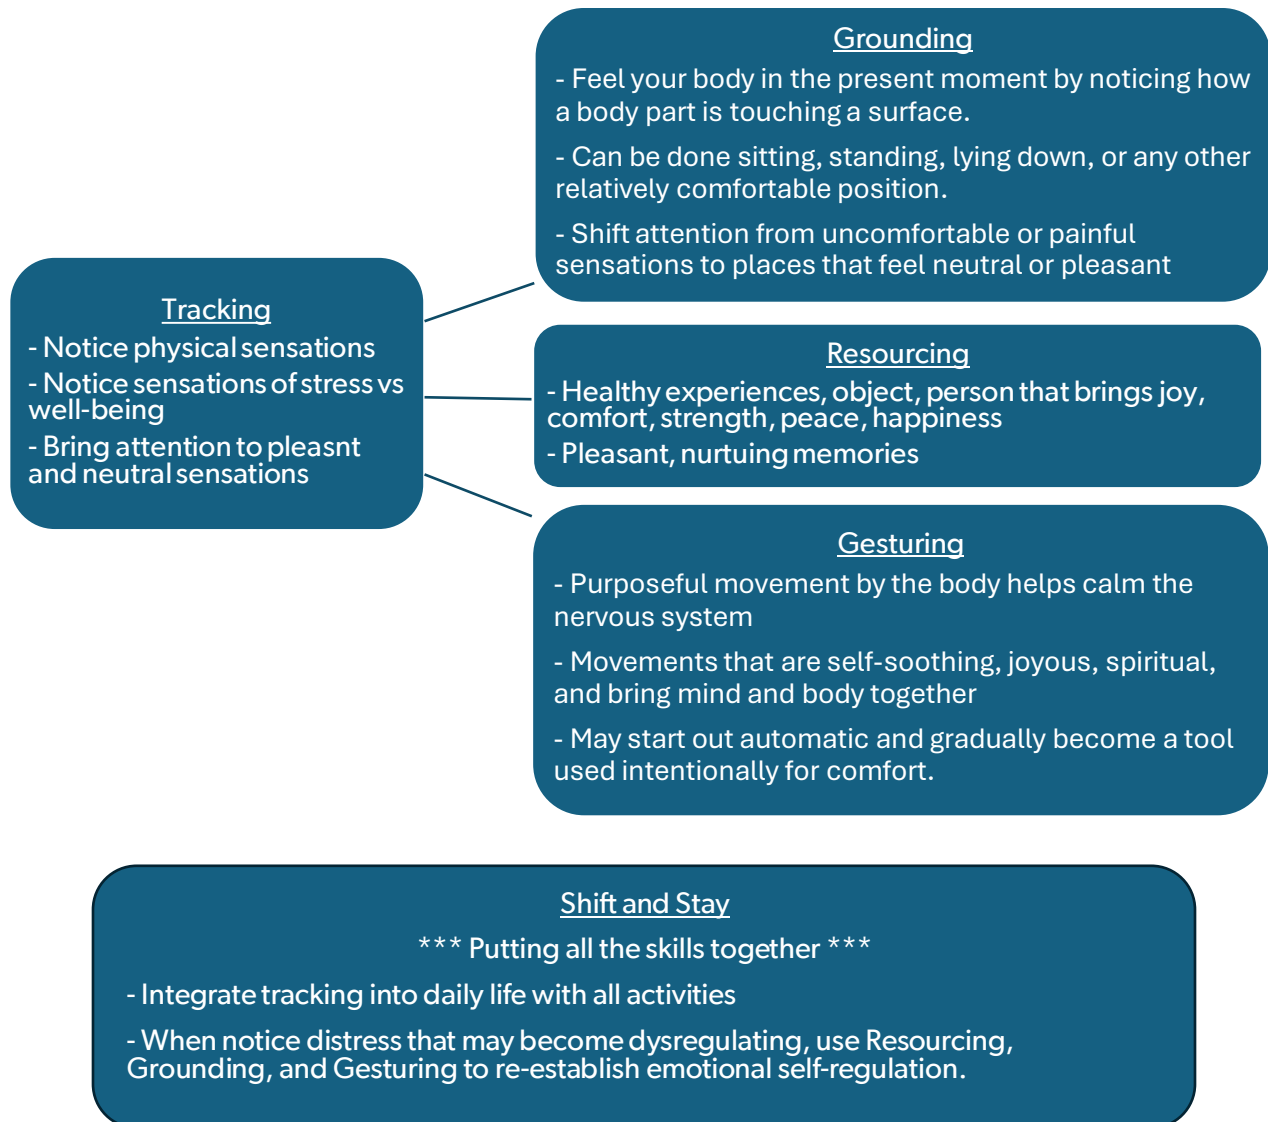 Tracking
- Notice physical sensations
- Notice sensations of stress vs
well-being
- Bring attention to pleasnt
and neutral sensations
Grounding
- Feel your body in the present moment by noticing how
a body part is touching a surface.
- Can be done sitting, standing, lying down, or any other
relatively comfortable position.
- Shift attention from uncomfortable or painful
sensations to places that feel neutral or pleasant
Resourcing
- Healthy experiences, object, person that brings joy,
comfort, strength, peace, happiness
- Pleasant, nurtuing memories
Gesturing
- Purposeful movement by the body helps calm the
nervous system
- Movements that are self-soothing, joyous, spiritual,
and bring mind and body together
- May start out automatic and gradually become a tool
used intentionally for comfort.
Shift and Stay
*** Putting all the skills together ***
- Integrate tracking into daily life with all activities
- When notice distress that may become dysregulating, use Resourcing,
Grounding, and Gesturing to re-establish emotional self-regulation.